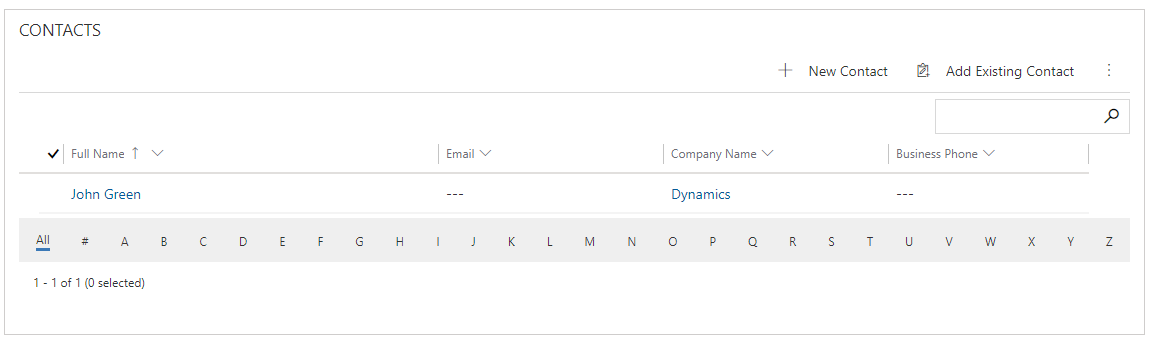 CONTACTS
New Contact Add Existing Contact
Full Name Email Company Name Business Phone
John Green --- Dynamics ---
All # A B C D E F G H I J K L M N O P Q R S T U V W X Y Z
1 - 1 of 1 (0 selected)